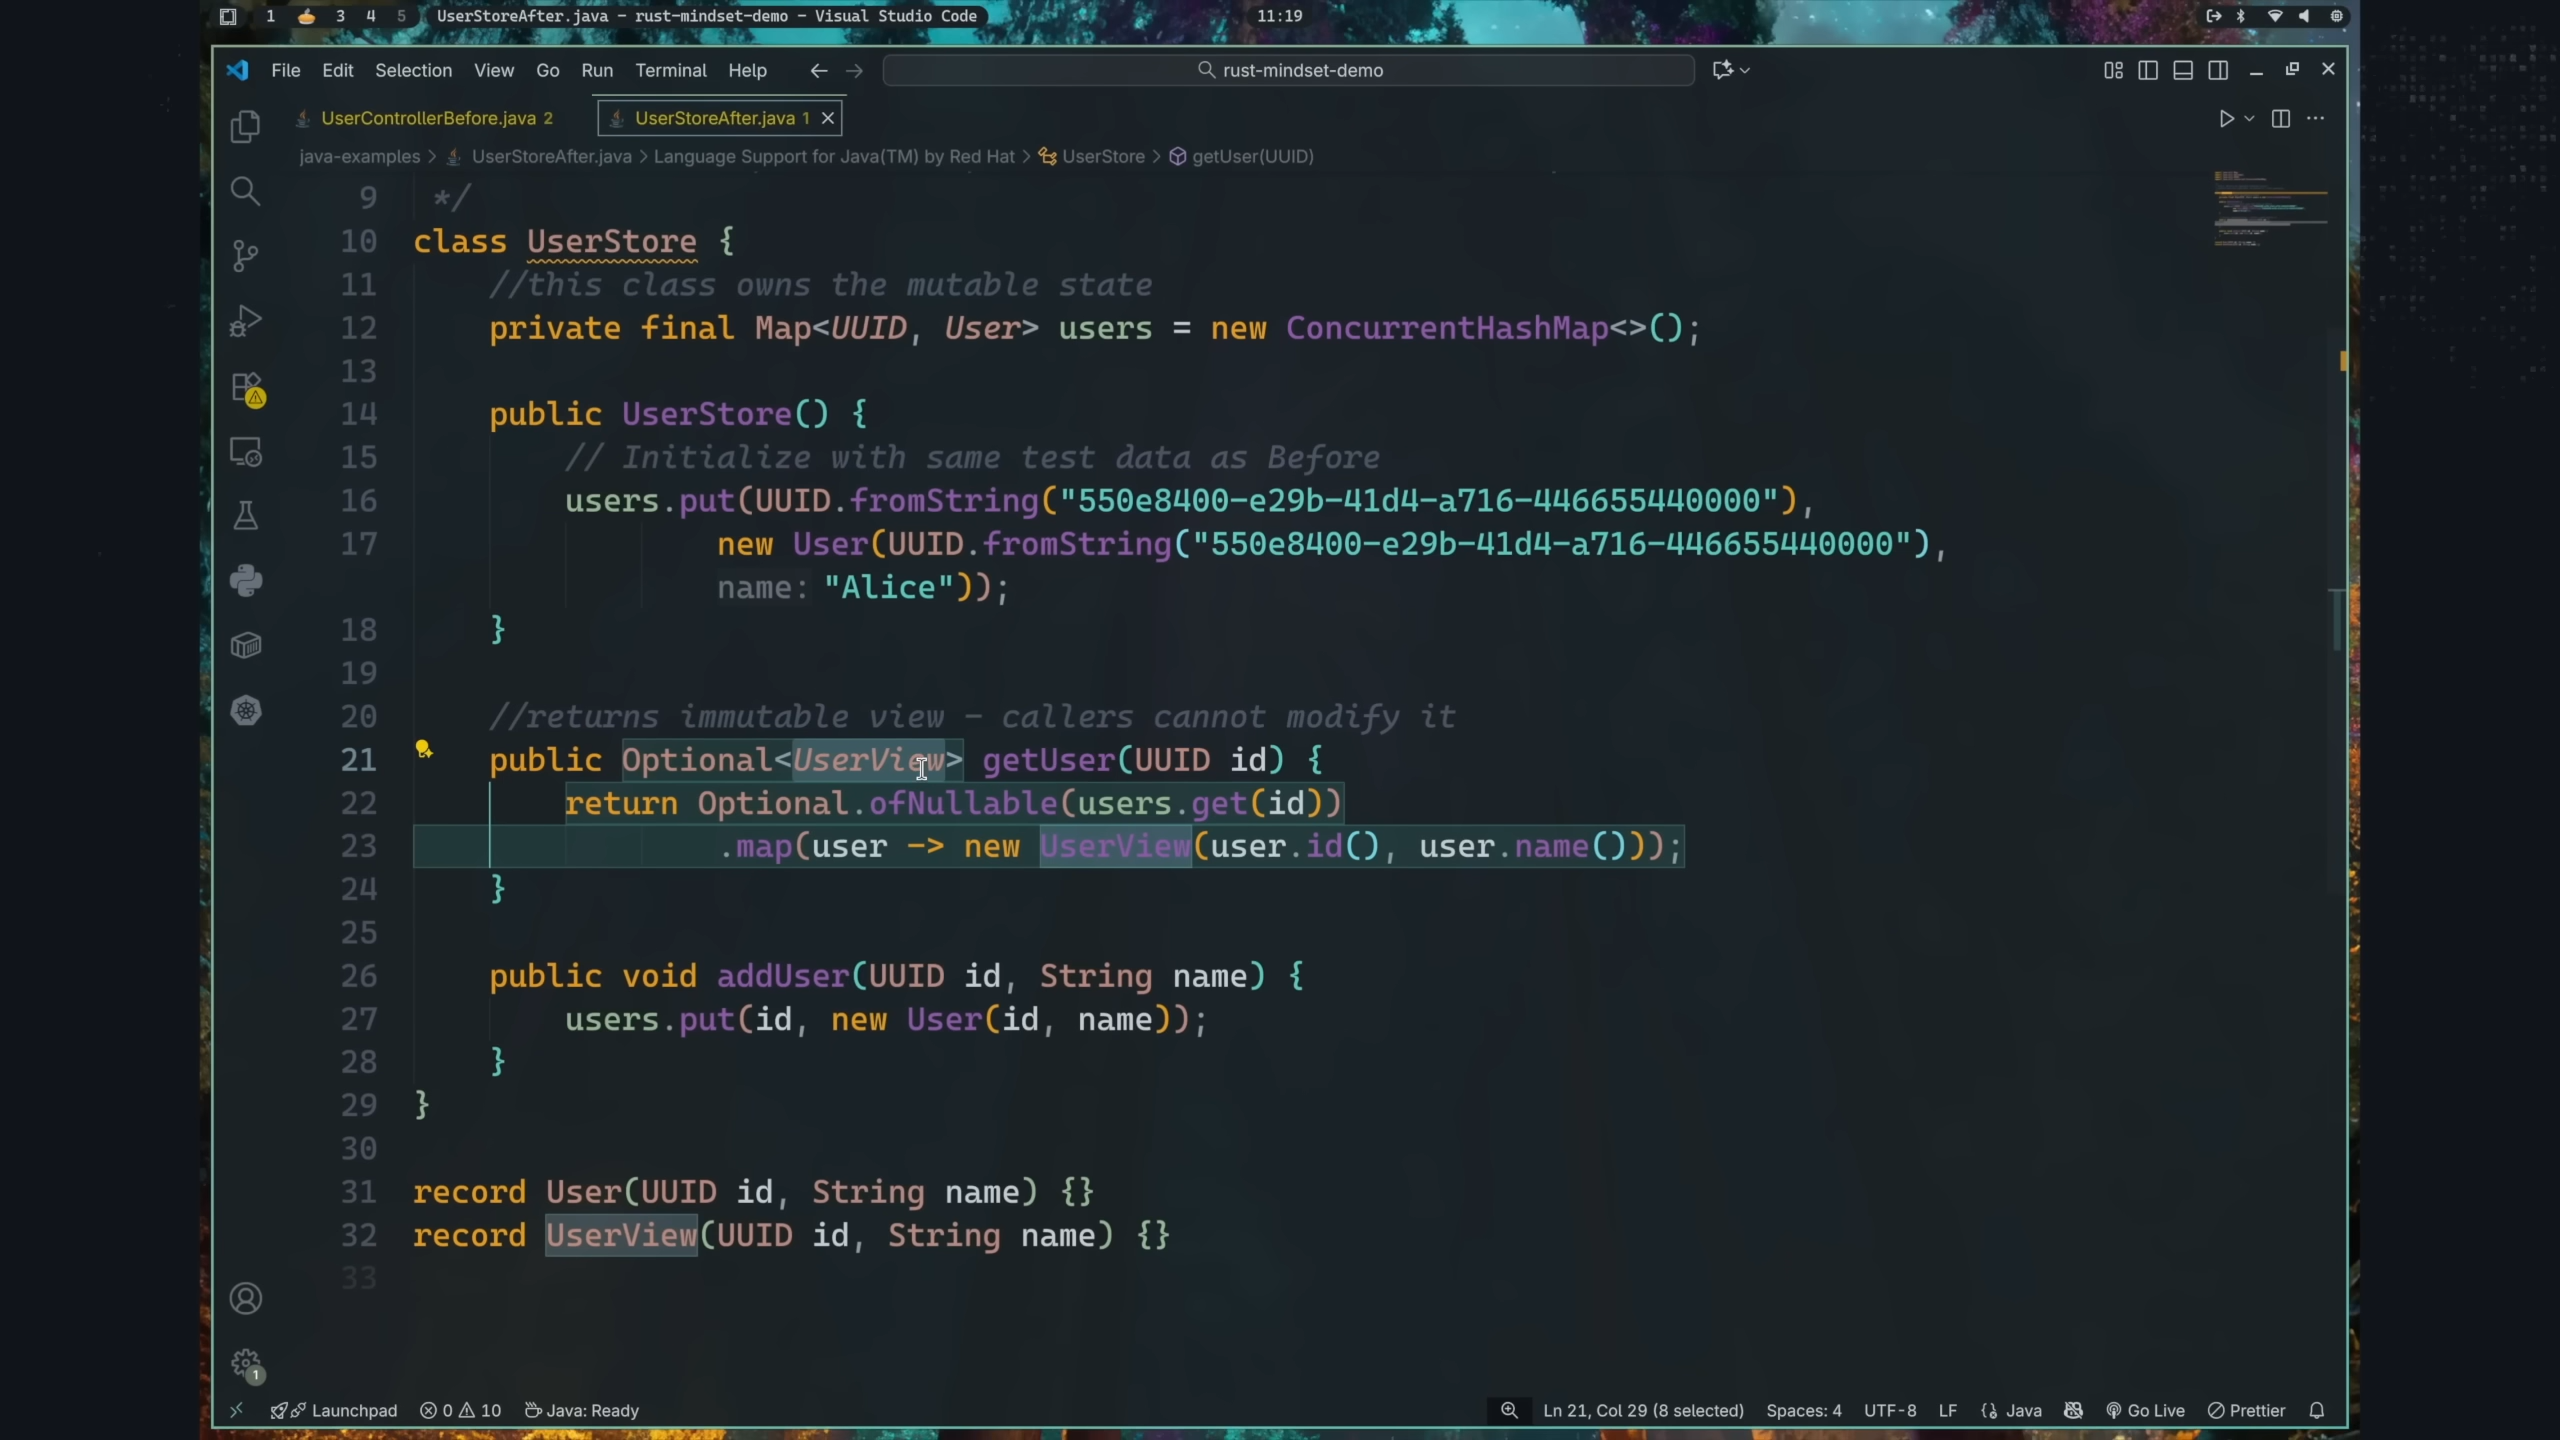 1 3 4 5 UserStoreAfter.java - rust-mindset-demo - Visual Studio Code 11:19
File Edit Selection View Go Run Terminal Help rust-mindset-demo
UserControllerBefore.java 2 UserStoreAfter.java 1
java-examples > UserStoreAfter.java > Language Support for Java(TM) by Red Hat > UserStore > getUser(UUID)
9 */
10 class UserStore {
11 //this class owns the mutable state
12 private final Map<UUID, User> users = new ConcurrentHashMap<>();
13
14 public UserStore() {
15 // Initialize with same test data as Before
16 users.put(UUID.fromString("550e8400-e29b-41d4-a716-446655440000"),
17 new User(UUID.fromString("550e8400-e29b-41d4-a716-446655440000"),
name: "Alice"));
18 }
19
20 //returns immutable view - callers cannot modify it
21 public Optional<UserView> getUser(UUID id) {
22 return Optional.ofNullable(users.get(id))
23 .map(user -> new UserView(user.id(), user.name()));
24 }
25
26 public void addUser(UUID id, String name) {
27 users.put(id, new User(id, name));
28 }
29 }
30
31 record User(UUID id, String name) {}
32 record UserView(UUID id, String name) {}
33
1
Launchpad 0 10 Java: Ready Ln 21, Col 29 (8 selected) Spaces: 4 UTF-8 LF {} Java Go Live Prettier